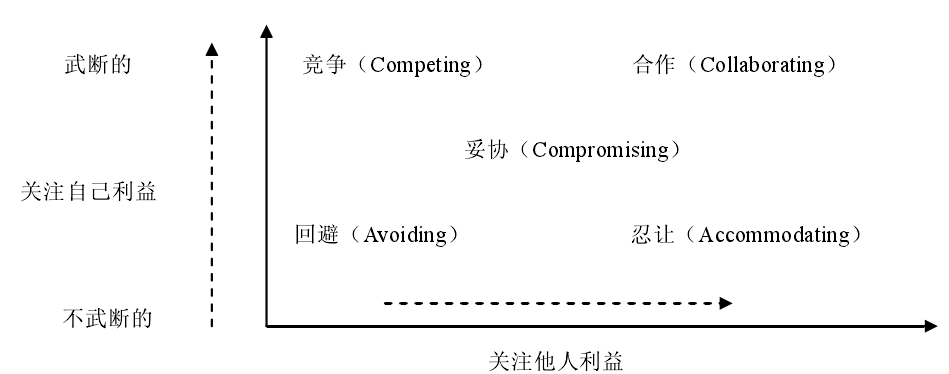 武断的
竞争（Competing）
合作（Collaborating）
妥协（Compromising）
关注自己利益
回避（Avoiding）
忍让（Accommodating）
不武断的
关注他人利益